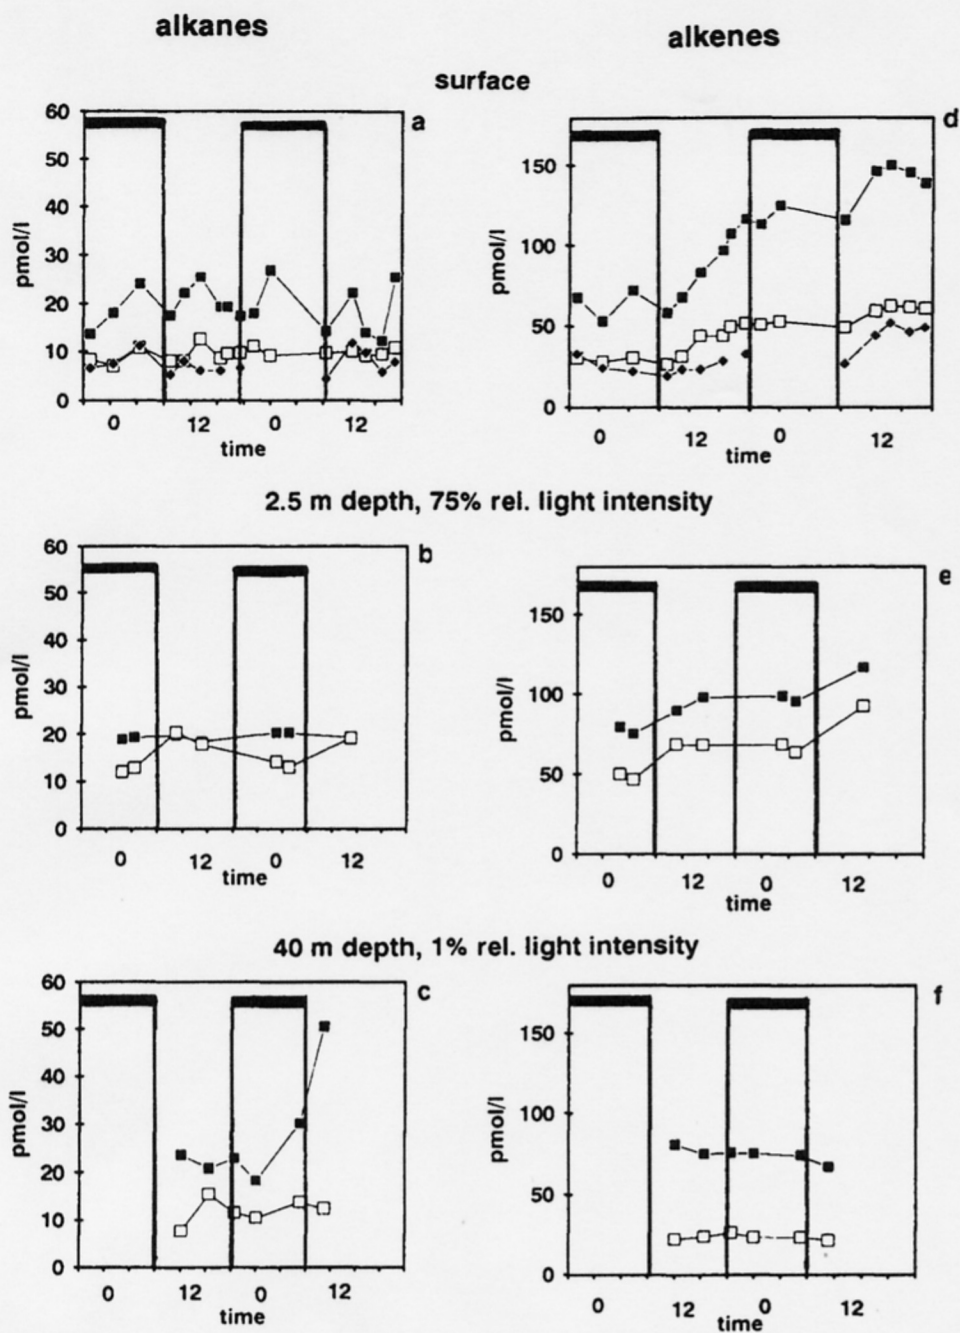 alkanes
alkenes
surface
a
60
50
40
30
20
10
0
pmol/l
0 12 0 12
time
d
150
100
50
0
pmol/l
0 12 0 12
time
2.5 m depth, 75% rel. light intensity
b
60
50
40
30
20
10
0
pmol/l
0 12 0 12
time
e
150
100
50
0
pmol/l
0 12 0 12
time
40 m depth, 1% rel. light intensity
c
60
50
40
30
20
10
0
pmol/l
0 12 0 12
time
f
150
100
50
0
pmol/l
0 12 0 12
time